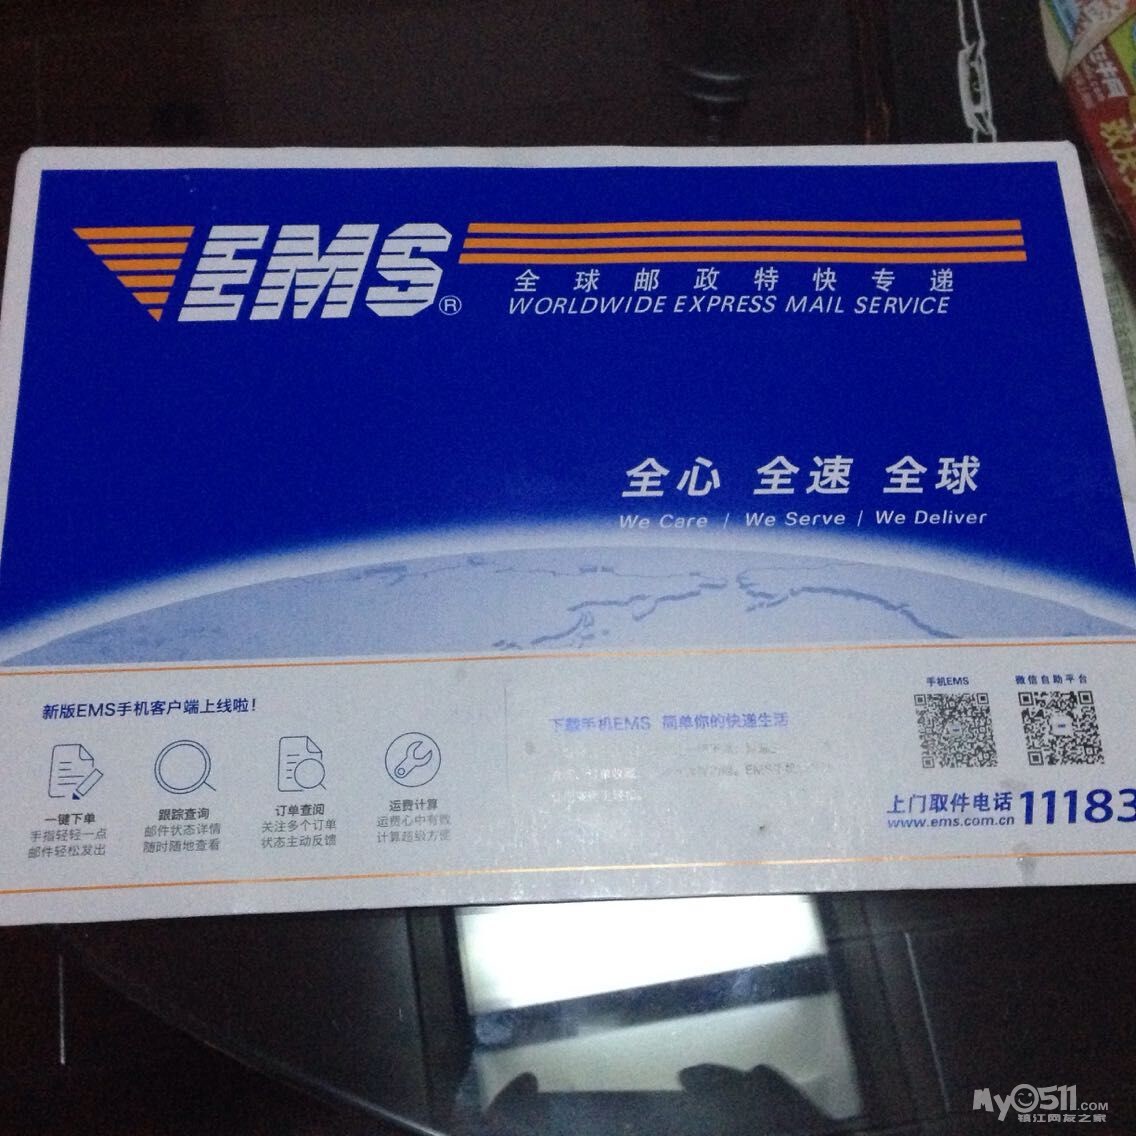 EMS®
全球邮政特快专递
WORLDWIDE EXPRESS MAIL SERVICE
全心 全速 全球
We Care / We Serve / We Deliver
新版EMS手机客户端上线啦！
一键下单
手指轻轻一点
邮件轻松发出
跟踪查询
邮件状态详情
随时随地查看
订单查阅
关注多个订单
状态主动反馈
运费计算
运费心中有数
计算超级方便
下载手机EMS 简单你的快递生活
手机EMS
微信自助平台
上门取件电话 11183
www.ems.com.cn
My0511.COM
镇江网友之家